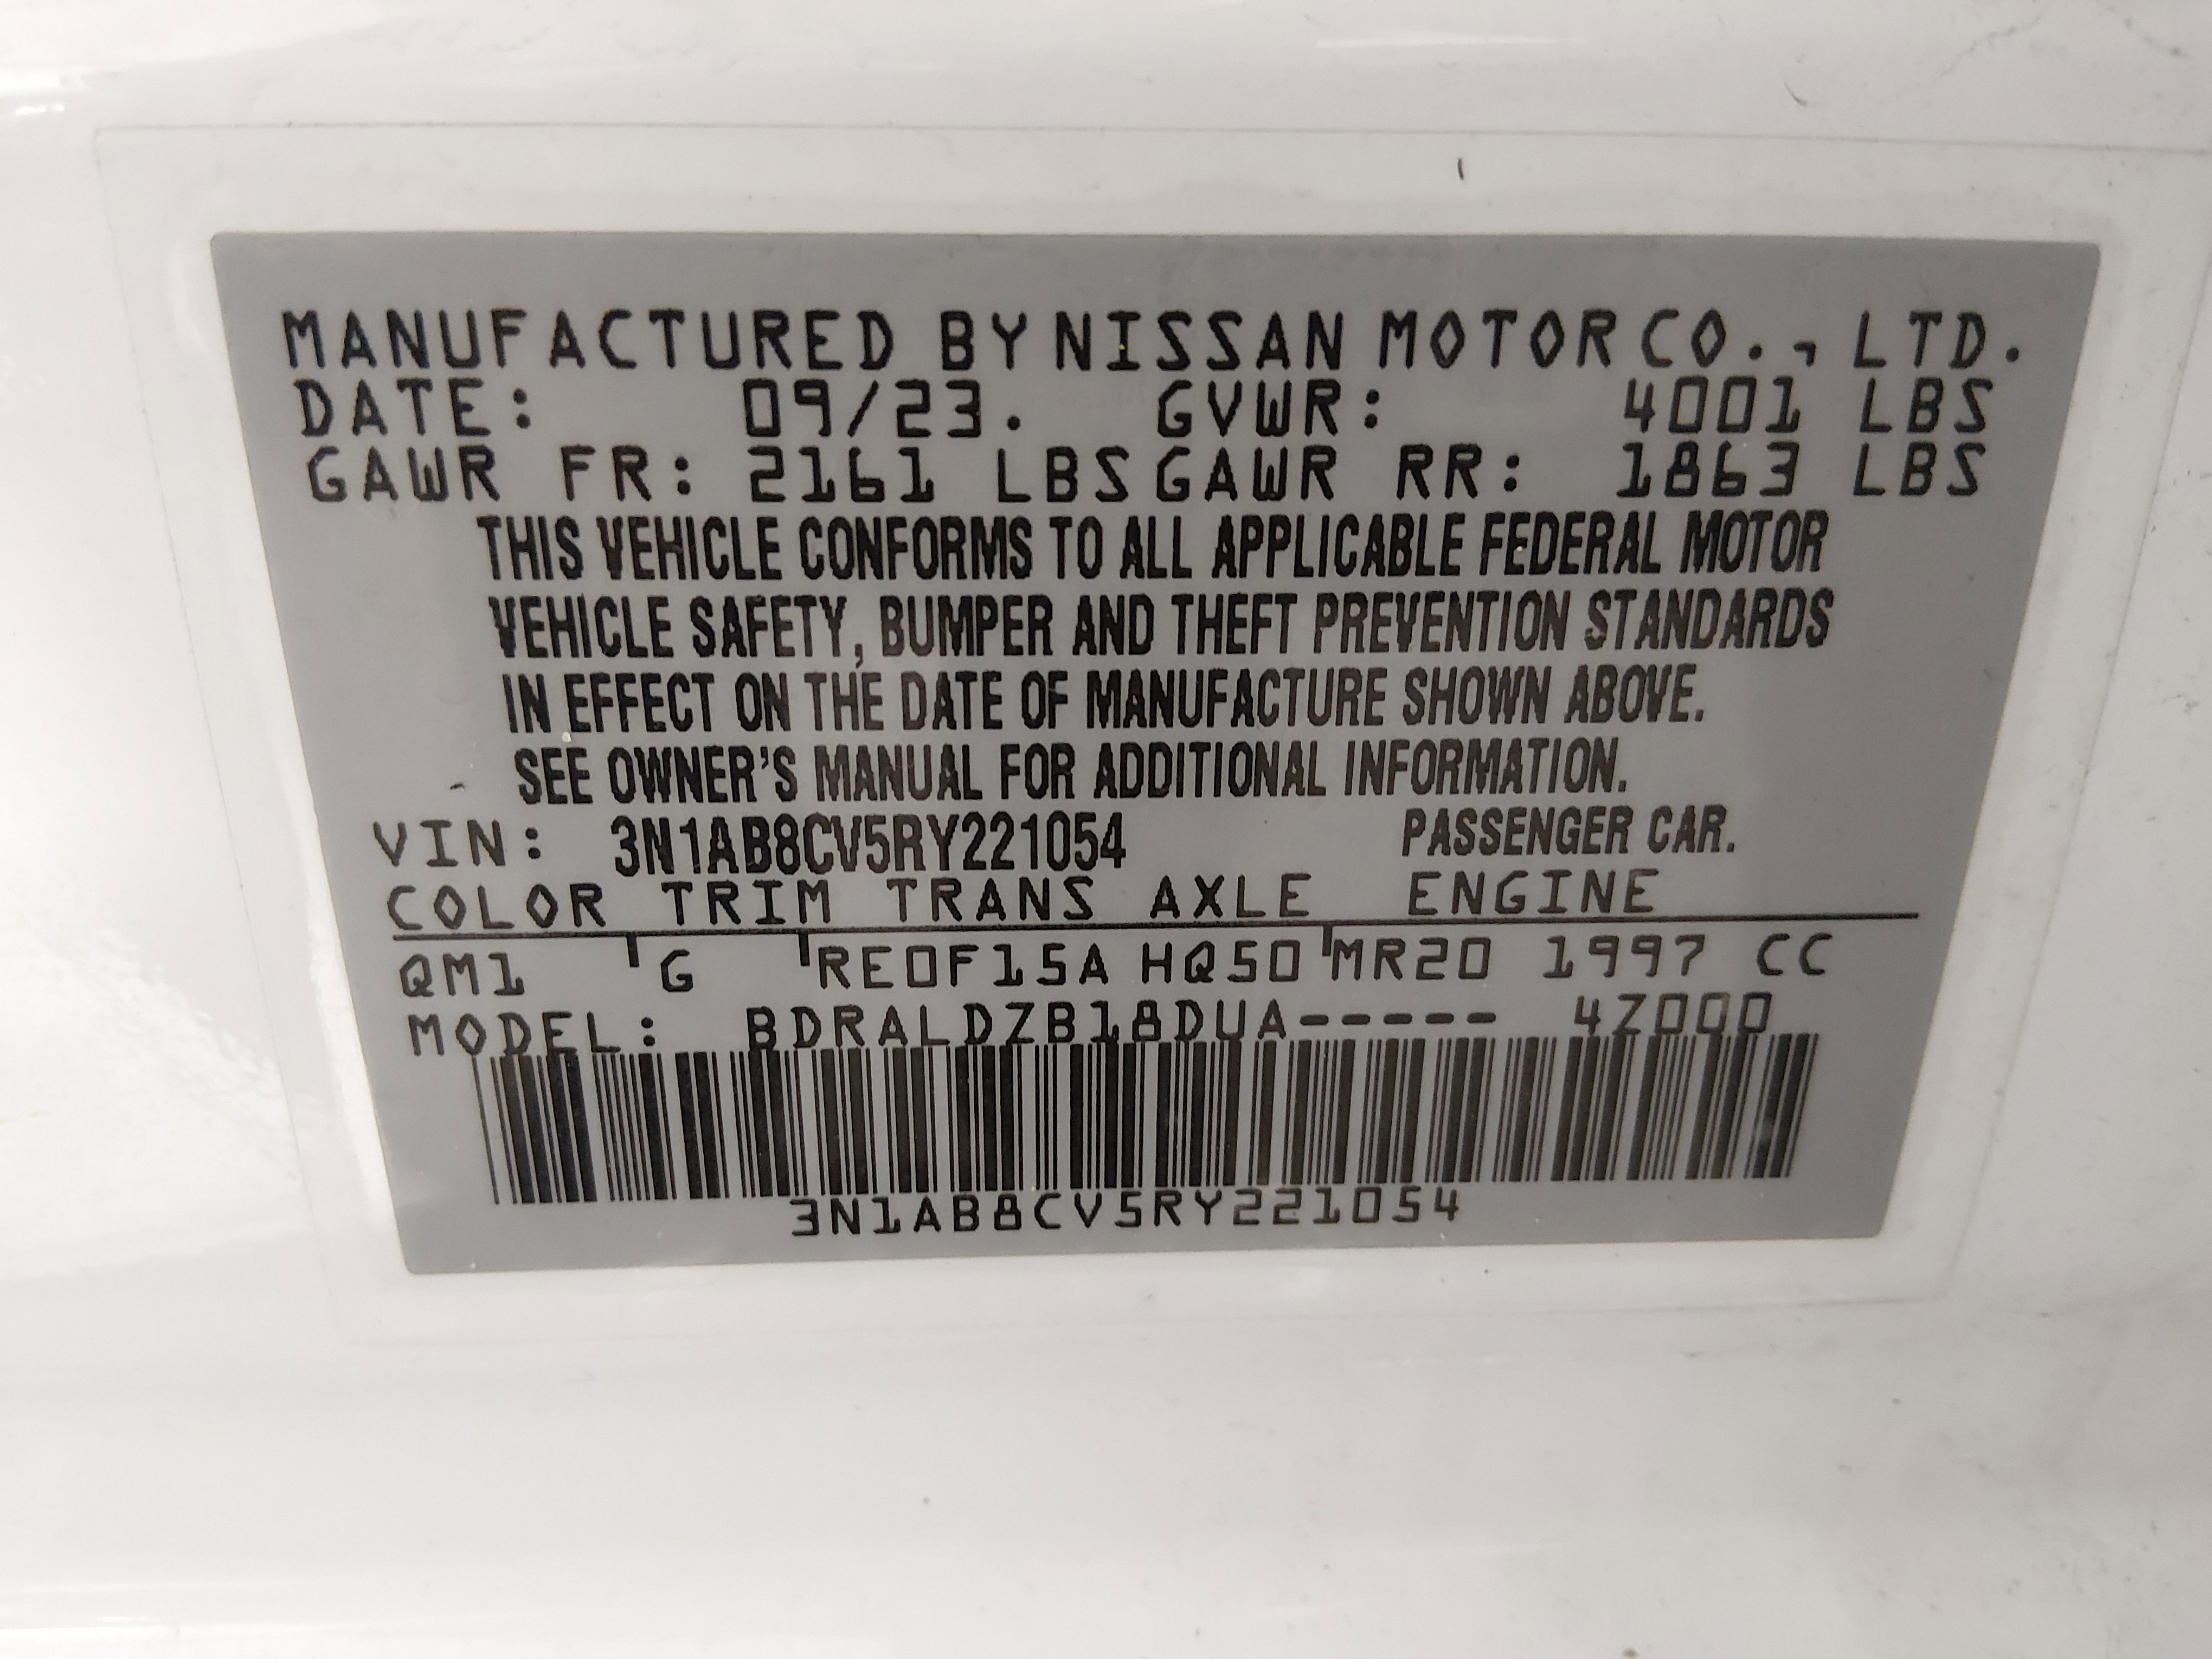 MANUFACTURED BY NISSAN MOTOR CO., LTD.
DATE: 09/23. GVWR: 4001 LBS
GAWR FR: 2161 LBS GAWR RR: 1863 LBS
THIS VEHICLE CONFORMS TO ALL APPLICABLE FEDERAL MOTOR
VEHICLE SAFETY, BUMPER AND THEFT PREVENTION STANDARDS
IN EFFECT ON THE DATE OF MANUFACTURE SHOWN ABOVE.
SEE OWNER'S MANUAL FOR ADDITIONAL INFORMATION.
VIN: 3N1AB8CV5RY221054 PASSENGER CAR.
COLOR TRIM TRANS AXLE ENGINE
QM1 G RE0F15A HQ50 MR20 1997 CC
MODEL: BDRALDZB18DUA----- 4Z000
3N1AB8CV5RY221054